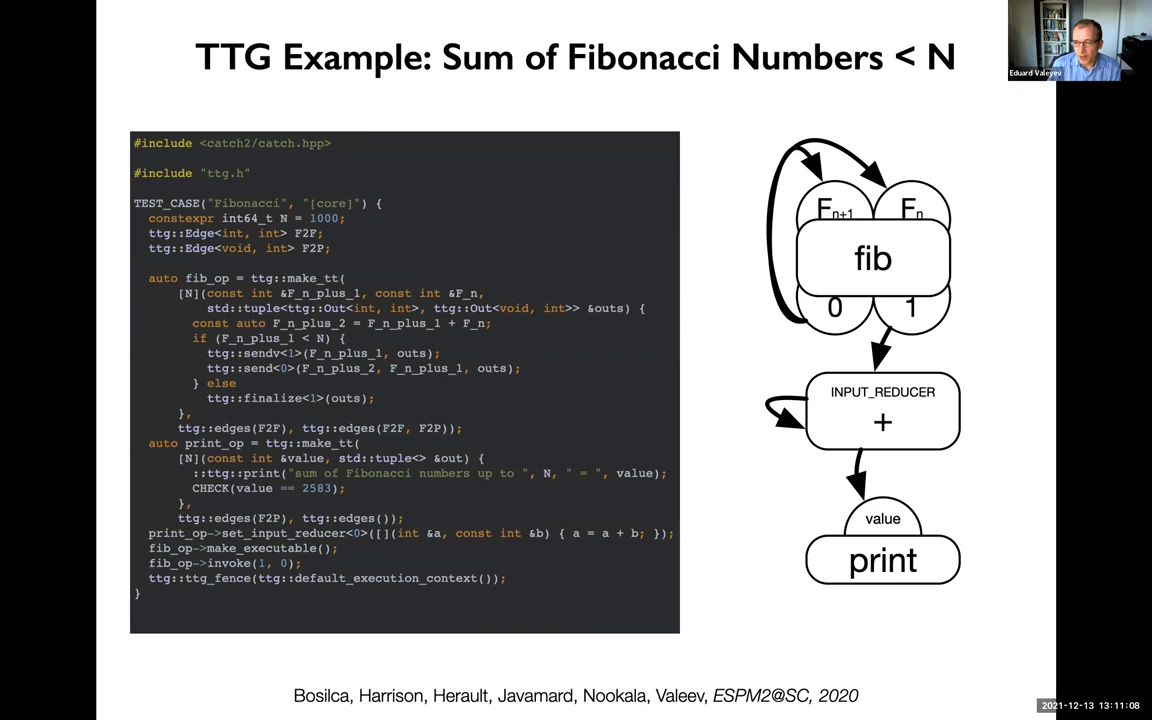 TTG Example: Sum of Fibonacci Numbers < N
Eduard Valeyev
#include <catch2/catch.hpp>
#include "ttg.h"
TEST_CASE("Fibonacci", "[core]") {
constexpr int64_t N = 1000;
ttg::Edge<int, int> F2F;
ttg::Edge<void, int> F2P;
auto fib_op = ttg::make_tt(
[N](const int &F_n_plus_1, const int &F_n,
std::tuple<ttg::Out<int, int>, ttg::Out<void, int>> &outs) {
const auto F_n_plus_2 = F_n_plus_1 + F_n;
if (F_n_plus_1 < N) {
ttg::sendv<1>(F_n_plus_1, outs);
ttg::send<0>(F_n_plus_2, F_n_plus_1, outs);
} else
ttg::finalize<1>(outs);
},
ttg::edges(F2F), ttg::edges(F2F, F2P));
auto print_op = ttg::make_tt(
[N](const int &value, std::tuple<> &out) {
::ttg::print("sum of Fibonacci numbers up to ", N, " = ", value);
CHECK(value == 2583);
},
ttg::edges(F2P), ttg::edges());
print_op->set_input_reducer<0>([](int &a, const int &b) { a = a + b; });
fib_op->make_executable();
fib_op->invoke(1, 0);
ttg::ttg_fence(ttg::default_execution_context());
}
Fn+1 Fn
fib
0 1
INPUT_REDUCER
+
value
print
Bosilca, Harrison, Herault, Javamard, Nookala, Valeev, ESPM2@SC, 2020
2021-12-13 13:11:08